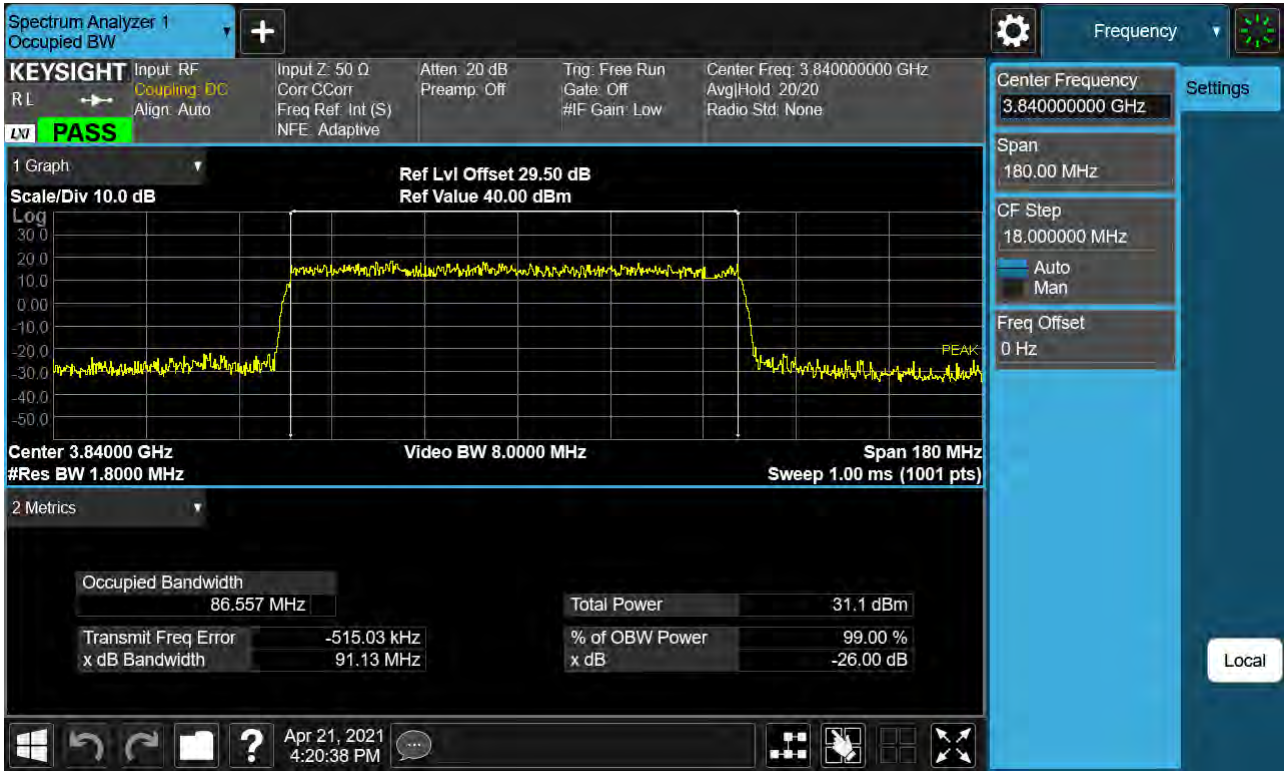 Spectrum Analyzer 1
Occupied BW
+
Frequency
KEYSIGHT
RL
LXI
PASS
Input: RF
Coupling: DC
Align: Auto
Input Z: 50 Ω
Corr CCorr
Freq Ref: Int (S)
NFE: Adaptive
Atten: 20 dB
Preamp: Off
Trig: Free Run
Gate: Off
#IF Gain: Low
Center Freq: 3.840000000 GHz
Avg|Hold: 20/20
Radio Std: None
Center Frequency
3.840000000 GHz
Settings
Span
180.00 MHz
CF Step
18.000000 MHz
Auto
Man
Freq Offset
0 Hz
Local
1 Graph
Ref Lvl Offset 29.50 dB
Scale/Div 10.0 dB
Ref Value 40.00 dBm
Log
30.0
20.0
10.0
0.00
-10.0
-20.0
-30.0
-40.0
-50.0
PEAK
Center 3.84000 GHz
Video BW 8.0000 MHz
Span 180 MHz
#Res BW 1.8000 MHz
Sweep 1.00 ms (1001 pts)
2 Metrics
Occupied Bandwidth
86.557 MHz
Total Power 31.1 dBm
Transmit Freq Error -515.03 kHz
% of OBW Power 99.00 %
x dB Bandwidth 91.13 MHz
x dB -26.00 dB
?
Apr 21, 2021
4:20:38 PM